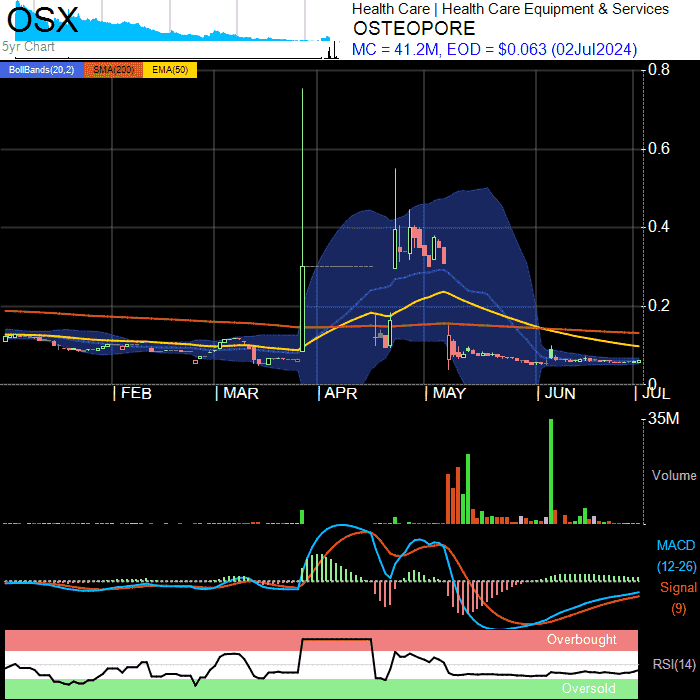 OSX
5yr Chart
Health Care | Health Care Equipment & Services
OSTEOPORE
MC = 41.2M, EOD = $0.063 (02Jul2024)
BollBands(20,2) SMA(200) EMA(50)
0.8
0.6
0.4
0.2
0
FEB MAR APR MAY JUN JUL
35M
Volume
MACD
(12-26)
Signal
(9)
Overbought
RSI(14)
Oversold